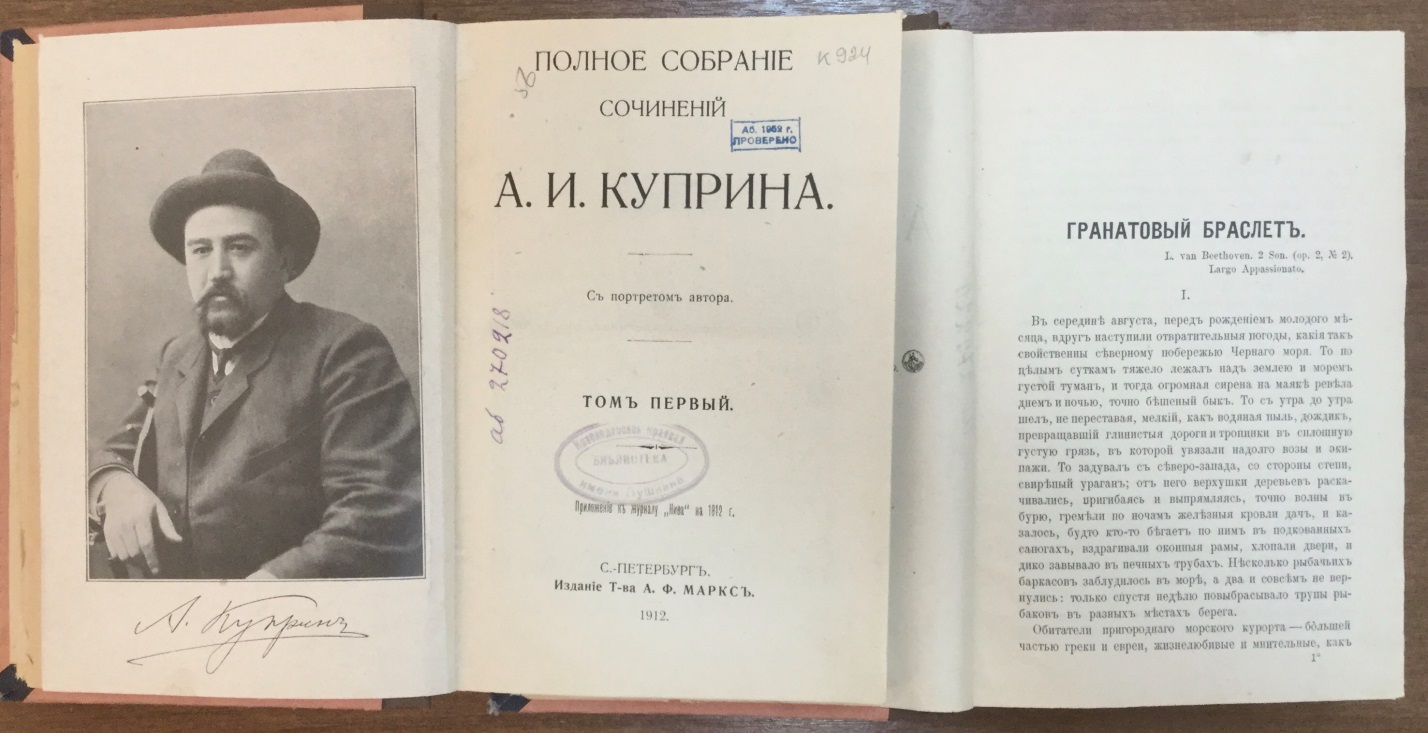 А. Купринъ
ПОЛНОЕ СОБРАНІЕ
К 924
СОЧИНЕНІЙ
Аб. 1952 г.
ПРОВЕРЕНО
А. И. КУПРИНА.
Съ портретомъ автора.
аб 270218
ТОМЪ ПЕРВЫЙ.
БИБЛИОТЕКА
имени Пушкина
Приложеніе къ журналу „Нива“ на 1912 г.
С.-ПЕТЕРБУРГЪ.
Изданіе Т-ва А. Ф. МАРКСЪ.
1912.
ГРАНАТОВЫЙ БРАСЛЕТЪ.
L. van Beethoven. 2 Son. (op. 2, № 2).
Largo Appassionato.
I.
Въ серединѣ августа, передъ рожденіемъ молодого мѣ-
сяца, вдругъ наступили отвратительныя погоды, какія такъ
свойственны сѣверному побережью Чернаго моря. То по
цѣлымъ суткамъ тяжело лежалъ надъ землею и моремъ
густой туманъ, и тогда огромная сирена на маякѣ ревѣла
днемъ и ночью, точно бѣшеный быкъ. То съ утра до утра
шелъ, не переставая, мелкій, какъ водяная пыль, дождикъ,
превращавшій глинистыя дороги и тропинки въ сплошную
густую грязь, въ которой увязали надолго возы и эки-
пажи. То задувалъ съ сѣверо-запада, со стороны степи,
свирѣпый ураганъ; отъ него верхушки деревьевъ раска-
чивались, пригибаясь и выпрямляясь, точно волны въ
бурю, гремѣли по ночамъ желѣзныя кровли дачъ, и ка-
залось, будто кто-то бѣгаетъ по нимъ въ подкованныхъ
сапогахъ, вздрагивали оконныя рамы, хлопали двери, и
дико завывало въ печныхъ трубахъ. Нѣсколько рыбачьихъ
баркасовъ заблудилось въ морѣ, а два и совсѣмъ не вер-
нулись: только спустя недѣлю повыбрасывало трупы ры-
баковъ въ разныхъ мѣстахъ берега.
Обитатели пригороднаго морского курорта — бо́льшей
частью греки и евреи, жизнелюбивые и мнительные, какъ
1*